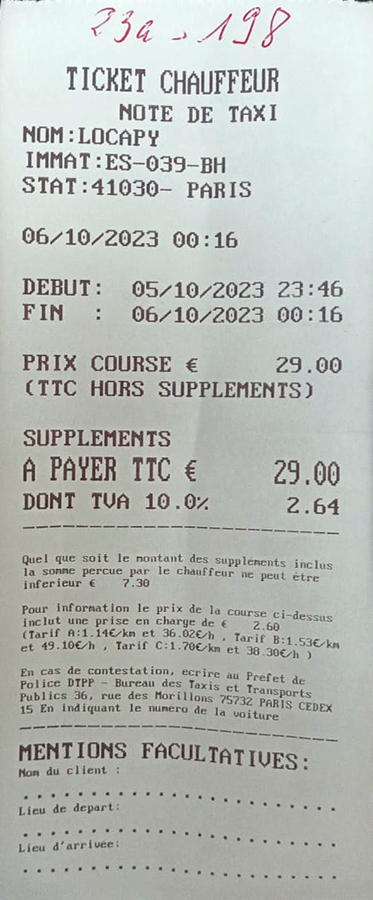 23a - 198
TICKET CHAUFFEUR
NOTE DE TAXI
NOM:LOCAPY
IMMAT:ES-039-BH
STAT:41030- PARIS
06/10/2023 00:16
DEBUT: 05/10/2023 23:46
FIN : 06/10/2023 00:16
PRIX COURSE € 29.00
(TTC HORS SUPPLEMENTS)
SUPPLEMENTS
A PAYER TTC € 29.00
DONT TVA 10.0% 2.64
Quel que soit le montant des suppléments inclus
la somme percue par le chauffeur ne peut être
inferieur € 7.30
Pour information le prix de la course ci-dessus
inclut une prise en charge de € 2.60
(Tarif A:1.14€/km et 36.02€/h , Tarif B:1.53€/km
et 49.10€/h , Tarif C:1.70€/km et 38.30€/h )
En cas de contestation, ecrire au Prefet de
Police DTPP - Bureau des Taxis et Transports
Publics 36, rue des Morillons 75732 PARIS CEDEX
15 En indiquant le numero de la voiture
MENTIONS FACULTATIVES:
Nom du client :
Lieu de depart:
Lieu d'arrivée: